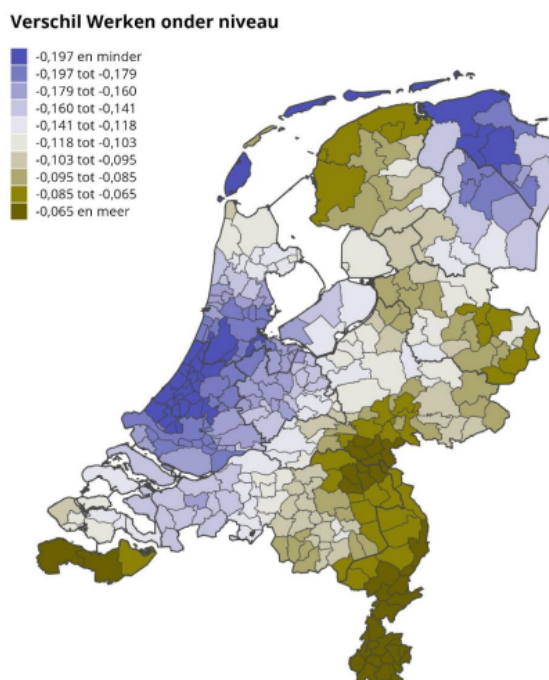 Verschil Werken onder niveau
-0,197 en minder
-0,197 tot -0,179
-0,179 tot -0,160
-0,160 tot -0,141
-0,141 tot -0,118
-0,118 tot -0,103
-0,103 tot -0,095
-0,095 tot -0,085
-0,085 tot -0,065
-0,065 en meer